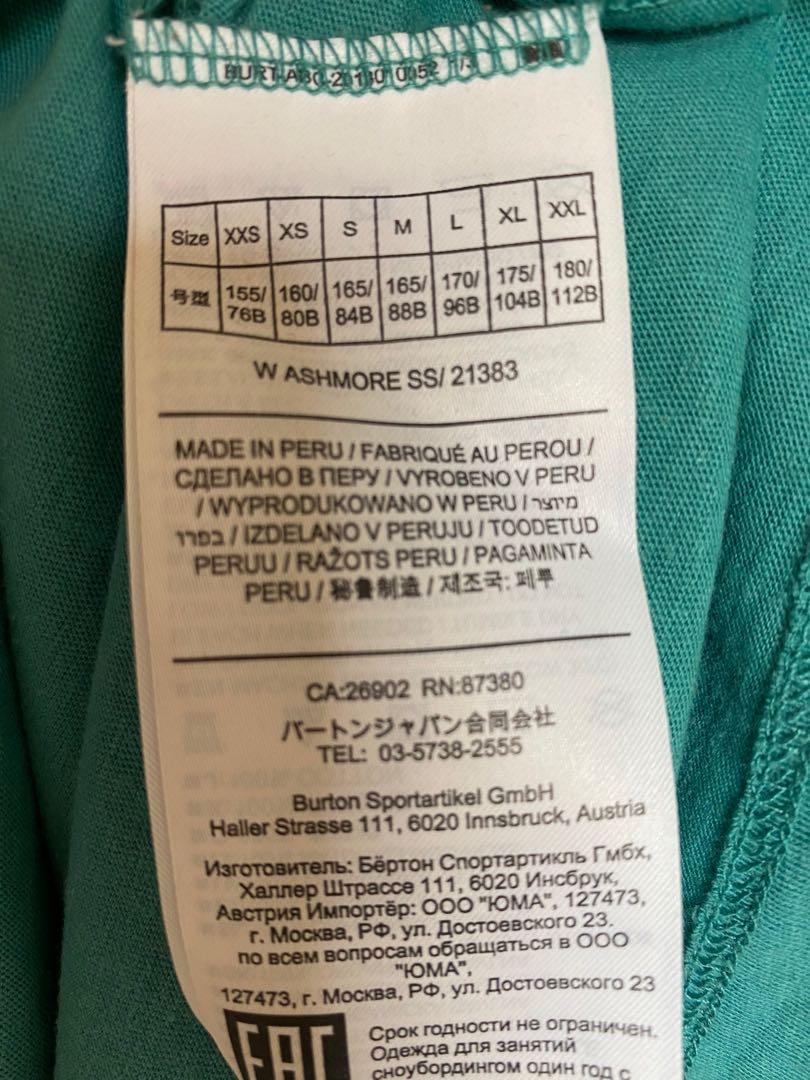 Size XXS XS S M L XL XXL
号型 155/76B 160/80B 165/84B 165/88B 170/96B 175/104B 180/112B
W ASHMORE SS/ 21383
MADE IN PERU / FABRIQUÉ AU PEROU /
СДЕЛАНО В ПЕРУ / VYROBENO V PERU
/ WYPRODUKOWANO W PERU / מיוצר
בפרו / IZDELANO V PERUJU / TOODETUD
PERUU / RAŽOTS PERU / PAGAMINTA
PERU / 秘鲁制造 / 제조국: 페루
CA:26902 RN:87380
バートンジャパン合同会社
TEL: 03-5738-2555
Burton Sportartikel GmbH
Haller Strasse 111, 6020 Innsbruck, Austria
Изготовитель: Бёртон Спортартикль Гмбх,
Халлер Штрассе 111, 6020 Инсбрук,
Австрия Импортёр: ООО "ЮМА", 127473,
г. Москва, РФ, ул. Достоевского 23.
по всем вопросам обращаться в ООО
"ЮМА",
127473, г. Москва, РФ, ул. Достоевского 23
EAC
Срок годности не ограничен.
Одежда для занятий
сноубордингом один год с